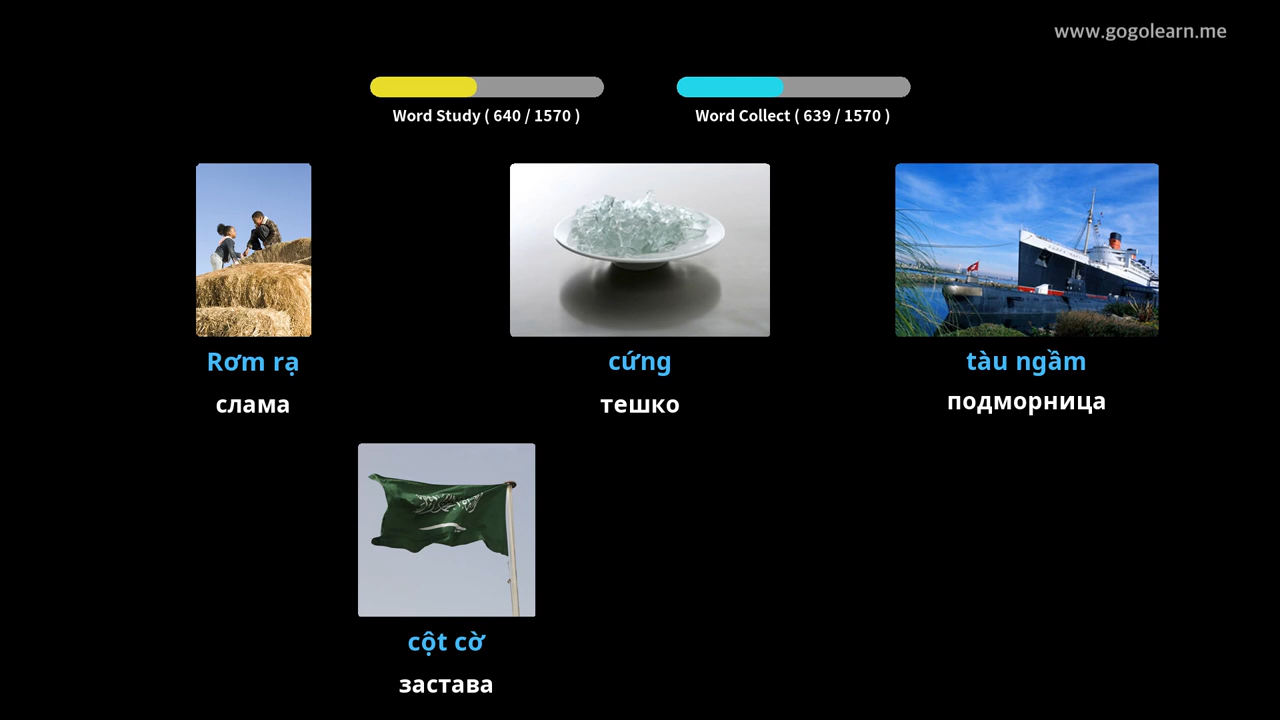 www.gogolearn.me
Word Study ( 640 / 1570 )
Word Collect ( 639 / 1570 )
Rơm rạ
слама
cứng
тешко
tàu ngầm
подморница
cột cờ
застава